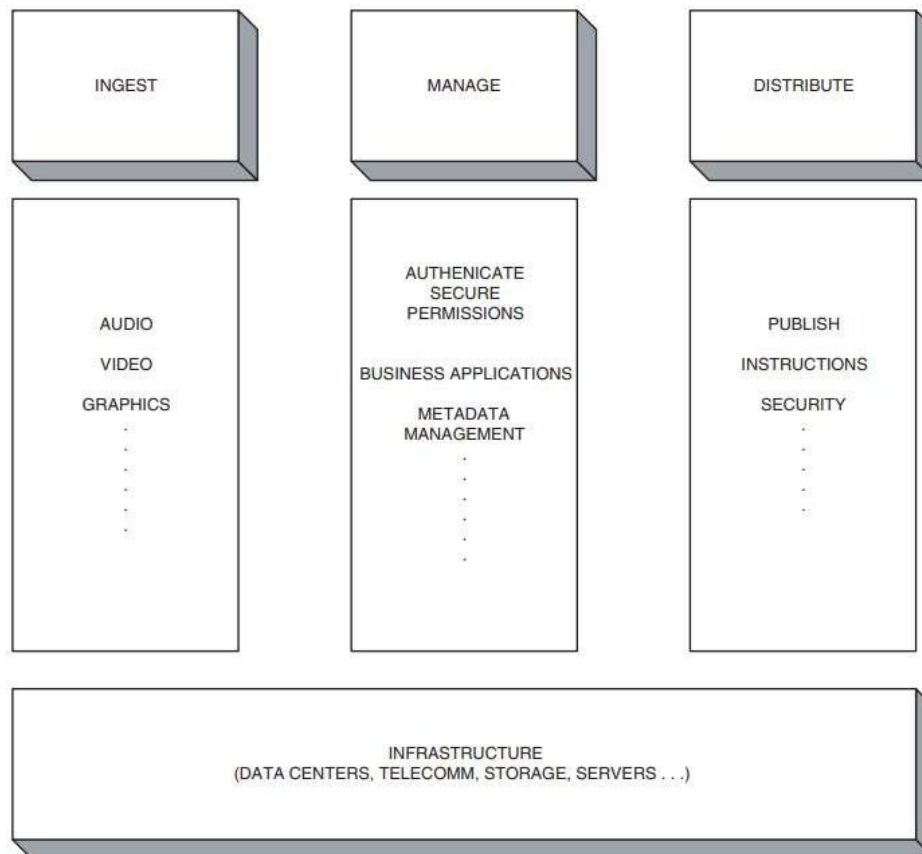 INGEST
MANAGE
DISTRIBUTE
AUDIO
VIDEO
GRAPHICS
.
.
.
.
.
.
AUTHENICATE
SECURE
PERMISSIONS
BUSINESS APPLICATIONS
METADATA
MANAGEMENT
.
.
.
.
.
.
PUBLISH
INSTRUCTIONS
SECURITY
.
.
.
.
.
INFRASTRUCTURE
(DATA CENTERS, TELECOMM, STORAGE, SERVERS . . .)